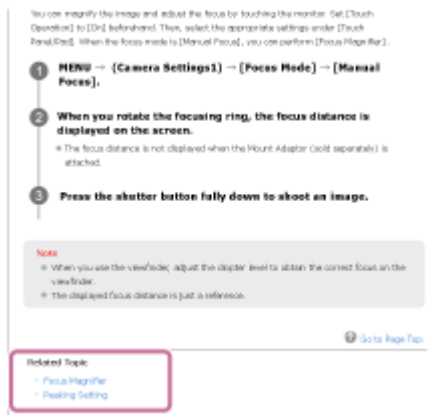 You can magnify the image and adjust the focus by touching the monitor. Set [Touch
Operation] to [On] beforehand. Then, select the appropriate settings under [Touch
Panel/Pad]. When the focus mode is [Manual Focus], you can perform [Focus Magnifier].
1 MENU → (Camera Settings1) → [Focus Mode] → [Manual
Focus].
2 When you rotate the focusing ring, the focus distance is
displayed on the screen.
The focus distance is not displayed when the Mount Adaptor (sold separately) is
attached.
3 Press the shutter button fully down to shoot an image.
Note
When you use the viewfinder, adjust the diopter level to obtain the correct focus on the
viewfinder.
The displayed focus distance is just a reference.
Go to Page Top
Related Topic
Focus Magnifier
Peaking Setting